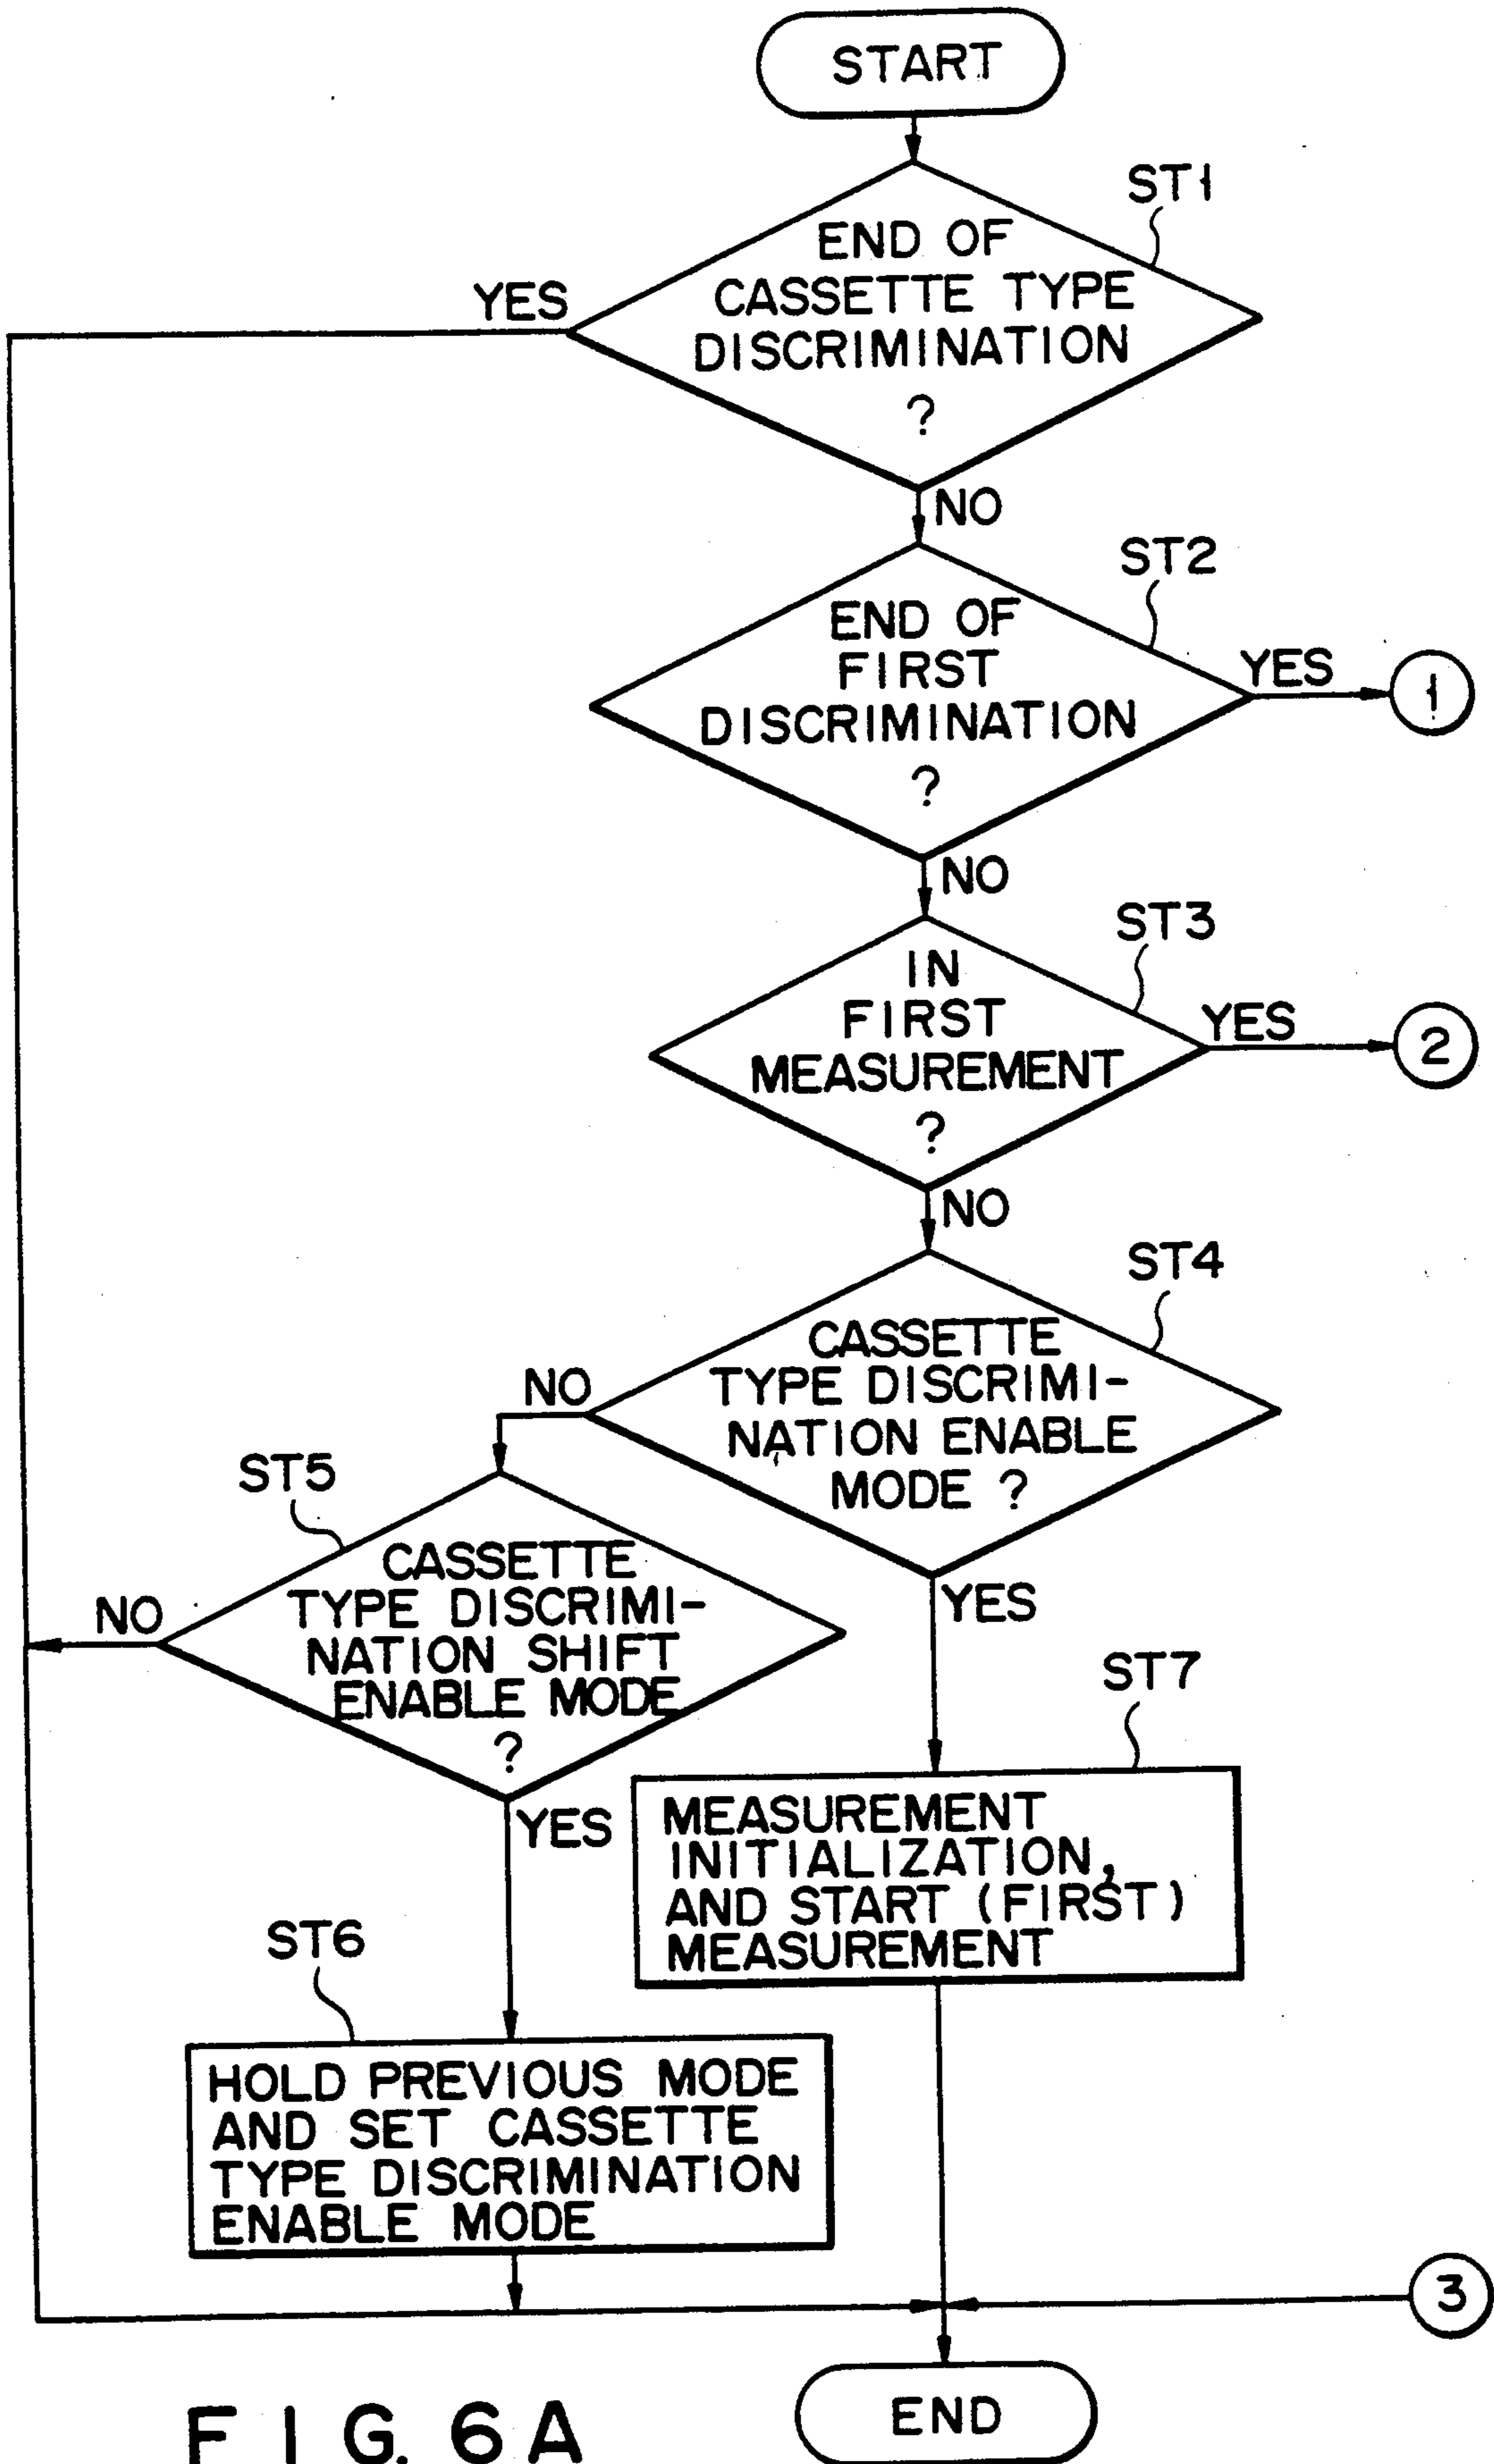 START
ST1
END OF
CASSETTE TYPE
DISCRIMINATION
?
YES
NO
ST2
END OF
FIRST
DISCRIMINATION
?
YES
1
NO
ST3
IN
FIRST
MEASUREMENT
?
YES
2
NO
ST4
CASSETTE
TYPE DISCRIMI-
NATION ENABLE
MODE ?
NO
YES
ST5
CASSETTE
TYPE DISCRIMI-
NATION SHIFT
ENABLE MODE
?
NO
YES
ST7
MEASUREMENT
INITIALIZATION,
AND START (FIRST)
MEASUREMENT
ST6
HOLD PREVIOUS MODE
AND SET CASSETTE
TYPE DISCRIMINATION
ENABLE MODE
3
END
FIG. 6A